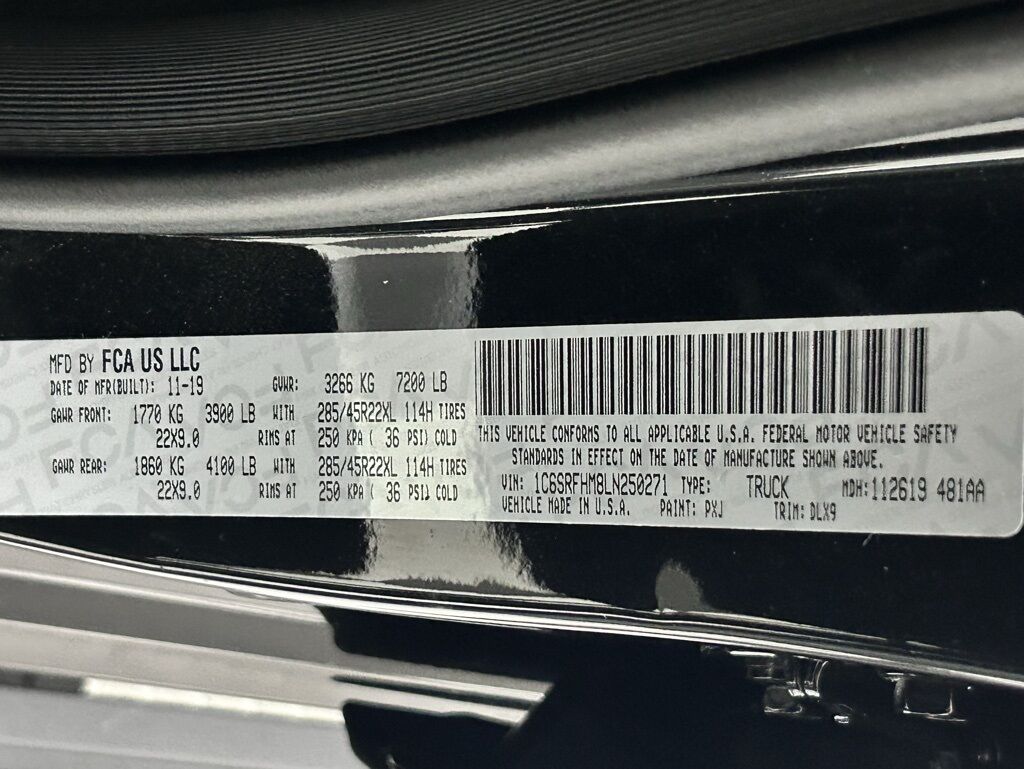 MFD BY FCA US LLC
DATE OF MFR(BUILT): 11-19 GVWR: 3266 KG 7200 LB
GAWR FRONT: 1770 KG 3900 LB WITH 285/45R22XL 114H TIRES
22X9.0 RIMS AT 250 KPA ( 36 PSI) COLD
GAWR REAR: 1860 KG 4100 LB WITH 285/45R22XL 114H TIRES
22X9.0 RIMS AT 250 KPA ( 36 PSI) COLD
THIS VEHICLE CONFORMS TO ALL APPLICABLE U.S.A. FEDERAL MOTOR VEHICLE SAFETY
STANDARDS IN EFFECT ON THE DATE OF MANUFACTURE SHOWN ABOVE.
VIN: 1C6SRFHM8LN250271 TYPE: TRUCK MDH:112619 481AA
VEHICLE MADE IN U.S.A. PAINT: PXJ TRIM: DLX9